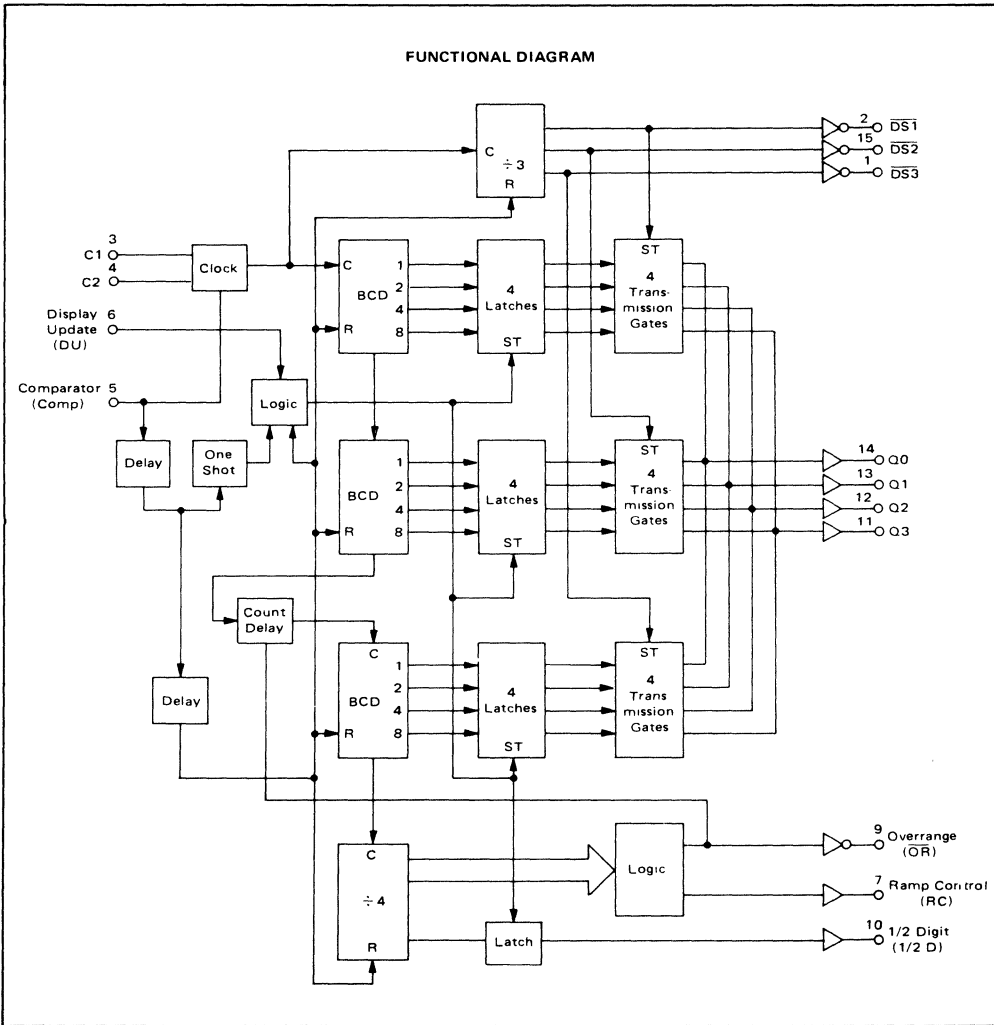 FUNCTIONAL DIAGRAM
2
DS1
15
DS2
1
DS3
C
÷3
R
3
C1
4
C2
Clock
Display 6
Update
(DU)
Comparator 5
(Comp)
Logic
Delay
One
Shot
C
BCD
R
1
2
4
8
4
Latches
ST
ST
4
Trans-
mission
Gates
BCD
R
1
2
4
8
4
Latches
ST
ST
4
Trans-
mission
Gates
14
Q0
13
Q1
12
Q2
11
Q3
Count
Delay
Delay
C
BCD
R
1
2
4
8
4
Latches
ST
ST
4
Trans
mission
Gates
C
÷4
R
Logic
Latch
9
Overrange
(OR)
7
Ramp Control
(RC)
10
1/2 Digit
(1/2 D)